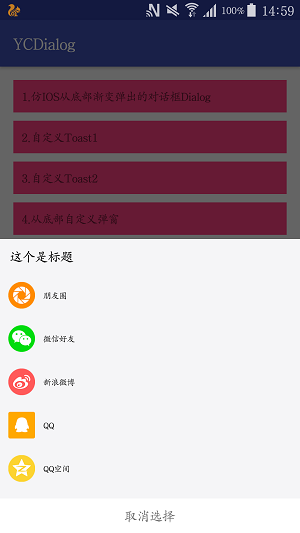 100% 14:59
YCDialog
1.仿IOS从底部渐变弹出的对话框Dialog
2.自定义Toast1
3.自定义Toast2
4.从底部自定义弹窗
这个是标题
朋友圈
微信好友
新浪微博
QQ
QQ空间
取消选择